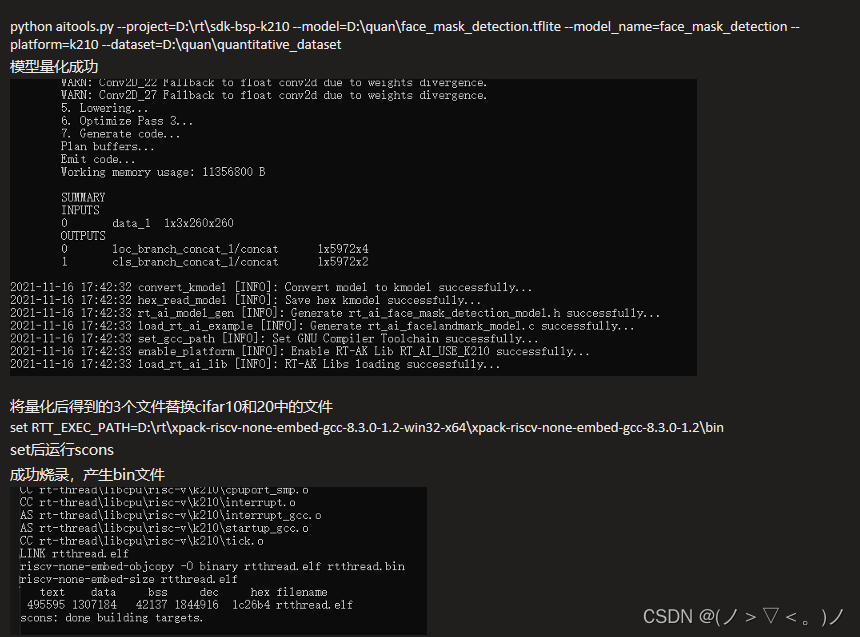 python aitools.py --project=D:\rt\sdk-bsp-k210 --model=D:\quan\face_mask_detection.tflite --model_name=face_mask_detection --
platform=k210 --dataset=D:\quan\quantitative_dataset
模型量化成功
WARN: Conv2D_22 Fallback to float conv2d due to weights divergence.
WARN: Conv2D_27 Fallback to float conv2d due to weights divergence.
5. Lowering...
6. Optimize Pass 3...
7. Generate code...
Plan buffers...
Emit code...
Working memory usage: 11356800 B
SUMMARY
INPUTS
0 data_1 1x3x260x260
OUTPUTS
0 loc_branch_concat_1/concat 1x5972x4
1 cls_branch_concat_1/concat 1x5972x2
2021-11-16 17:42:32 convert_kmodel [INFO]: Convert model to kmodel successfully...
2021-11-16 17:42:32 hex_read_model [INFO]: Save hex kmodel successfully...
2021-11-16 17:42:33 rt_ai_model_gen [INFO]: Generate rt_ai_face_mask_detection_model.h successfully...
2021-11-16 17:42:33 load_rt_ai_example [INFO]: Generate rt_ai_facelandmark_model.c successfully...
2021-11-16 17:42:33 set_gcc_path [INFO]: Set GNU Compiler Toolchain successfully...
2021-11-16 17:42:33 enable_platform [INFO]: Enable RT-AK Lib RT_AI_USE_K210 successfully...
2021-11-16 17:42:33 load_rt_ai_lib [INFO]: RT-AK Libs loading successfully...
将量化后得到的3个文件替换cifar10和20中的文件
set RTT_EXEC_PATH=D:\rt\xpack-riscv-none-embed-gcc-8.3.0-1.2-win32-x64\xpack-riscv-none-embed-gcc-8.3.0-1.2\bin
set后运行scons
成功烧录，产生bin文件
CC rt-thread\libcpu\risc-v\k210\cpuport_smp.o
CC rt-thread\libcpu\risc-v\k210\interrupt.o
AS rt-thread\libcpu\risc-v\k210\interrupt_gcc.o
AS rt-thread\libcpu\risc-v\k210\startup_gcc.o
CC rt-thread\libcpu\risc-v\k210\tick.o
LINK rtthread.elf
riscv-none-embed-objcopy -O binary rtthread.elf rtthread.bin
riscv-none-embed-size rtthread.elf
text data bss dec hex filename
495595 1307184 42137 1844916 1c26b4 rtthread.elf
scons: done building targets.
CSDN @(ノ＞▽＜。)ノ